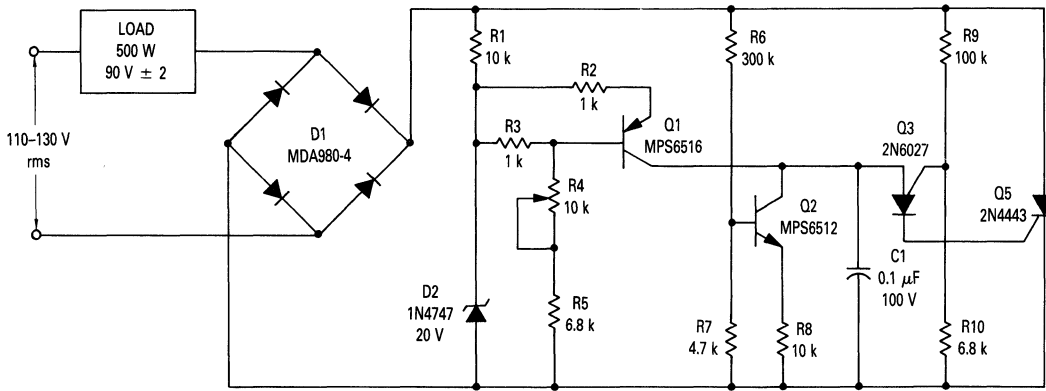 LOAD
500 W
90 V ± 2
110–130 V
rms
D1
MDA980-4
R1
10 k
R2
1 k
R3
1 k
R4
10 k
R5
6.8 k
D2
1N4747
20 V
Q1
MPS6516
R6
300 k
R7
4.7 k
Q2
MPS6512
R8
10 k
C1
0.1 μF
100 V
Q3
2N6027
R9
100 k
R10
6.8 k
Q5
2N4443